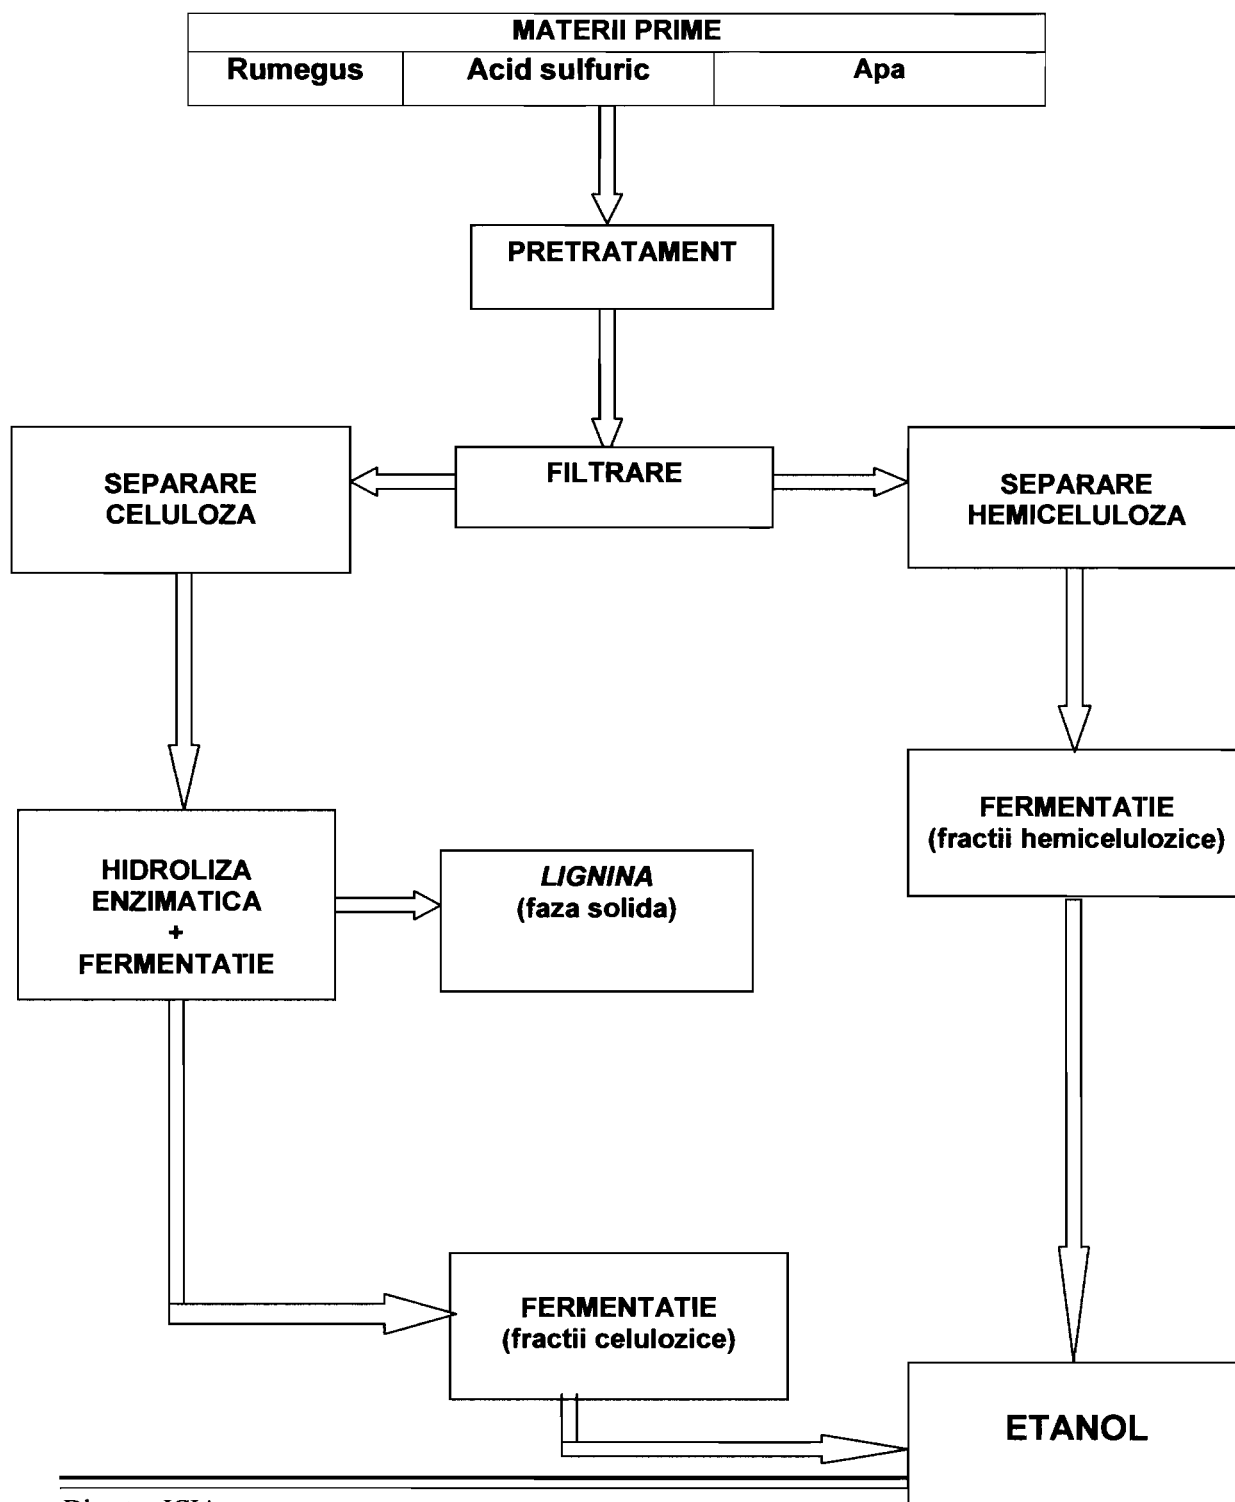 MATERII PRIME
Rumegus Acid sulfuric Apa
PRETRATAMENT
FILTRARE
SEPARARE
CELULOZA
SEPARARE
HEMICELULOZA
FERMENTATIE
(fractii hemicelulozice)
HIDROLIZA
ENZIMATICA
+
FERMENTATIE
LIGNINA
(faza solida)
FERMENTATIE
(fractii celulozice)
ETANOL